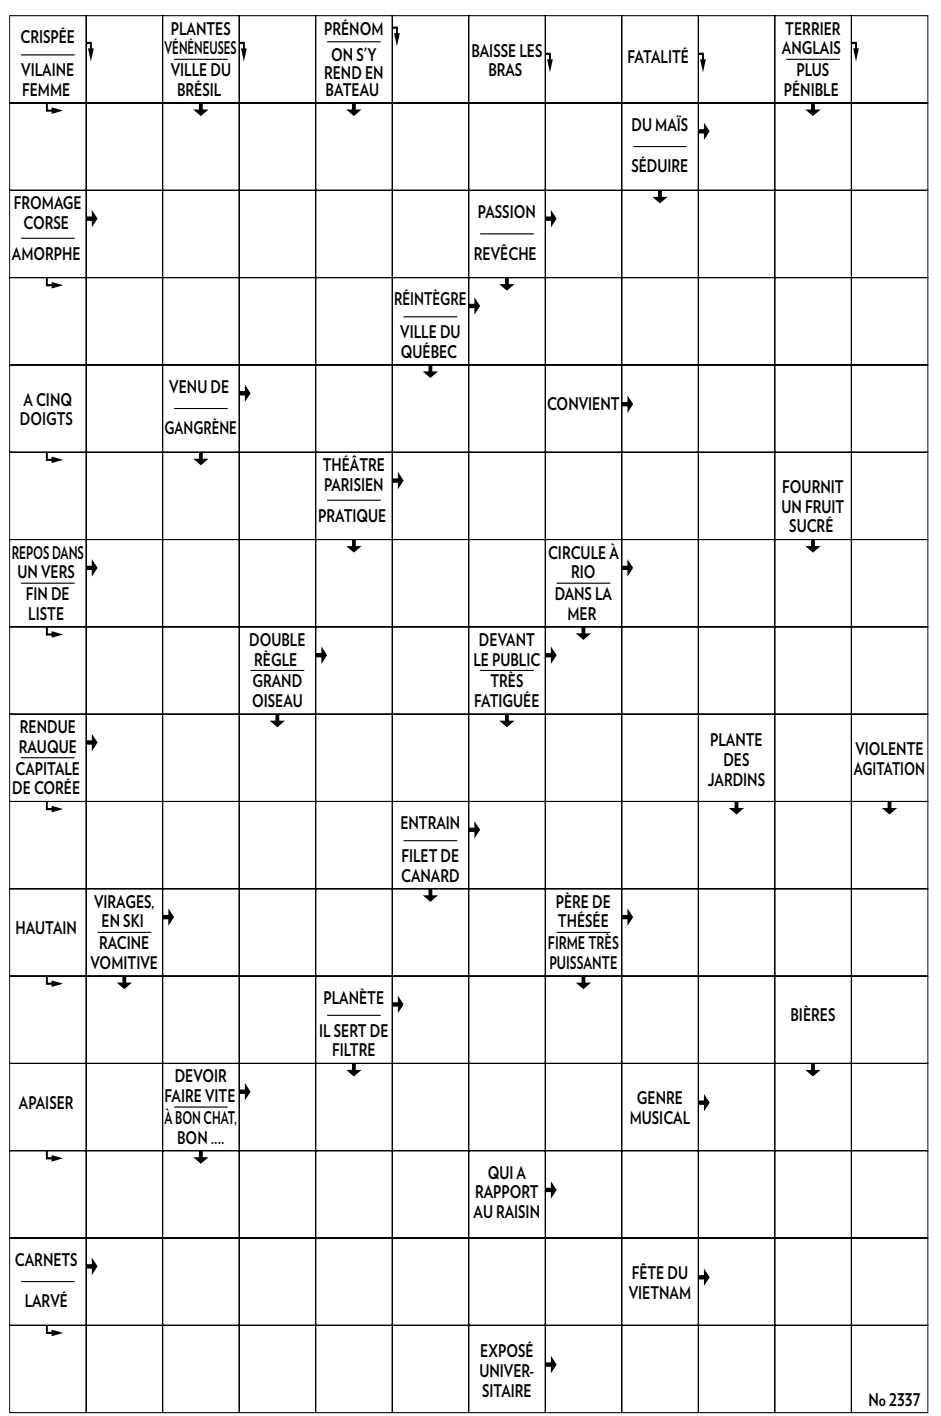 CRISPÉE
VILAINE
FEMME
PLANTES
VÉNÉNEUSES
VILLE DU
BRÉSIL
PRÉNOM
ON S'Y
REND EN
BATEAU
BAISSE LES
BRAS
FATALITÉ
TERRIER
ANGLAIS
PLUS
PÉNIBLE
DU MAÏS
SÉDUIRE
FROMAGE
CORSE
AMORPHE
PASSION
REVÊCHE
RÉINTÈGRE
VILLE DU
QUÉBEC
A CINQ
DOIGTS
VENU DE
GANGRÈNE
CONVIENT
THÉÂTRE
PARISIEN
PRATIQUE
FOURNIT
UN FRUIT
SUCRÉ
REPOS DANS
UN VERS
FIN DE
LISTE
CIRCULE À
RIO
DANS LA
MER
DOUBLE
RÈGLE
GRAND
OISEAU
DEVANT
LE PUBLIC
TRÈS
FATIGUÉE
RENDUE
RAUQUE
CAPITALE
DE CORÉE
PLANTE
DES
JARDINS
VIOLENTE
AGITATION
ENTRAIN
FILET DE
CANARD
HAUTAIN
VIRAGES,
EN SKI
RACINE
VOMITIVE
PÈRE DE
THÉSÉE
FIRME TRÈS
PUISSANTE
PLANÈTE
IL SERT DE
FILTRE
BIÈRES
APAISER
DEVOIR
FAIRE VITE
À BON CHAT,
BON ....
GENRE
MUSICAL
QUI A
RAPPORT
AU RAISIN
CARNETS
LARVÉ
FÊTE DU
VIETNAM
EXPOSÉ
UNIVER-
SITAIRE
No 2337